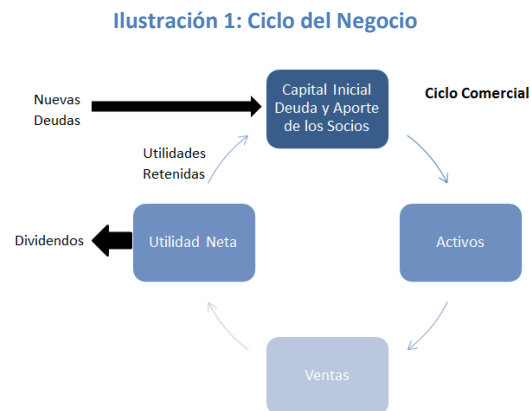 Ilustración 1: Ciclo del Negocio
Nuevas
Deudas
Capital Inicial
Deuda y Aporte
de los Socios
Ciclo Comercial
Utilidades
Retenidas
Dividendos
Utilidad Neta
Activos
Ventas